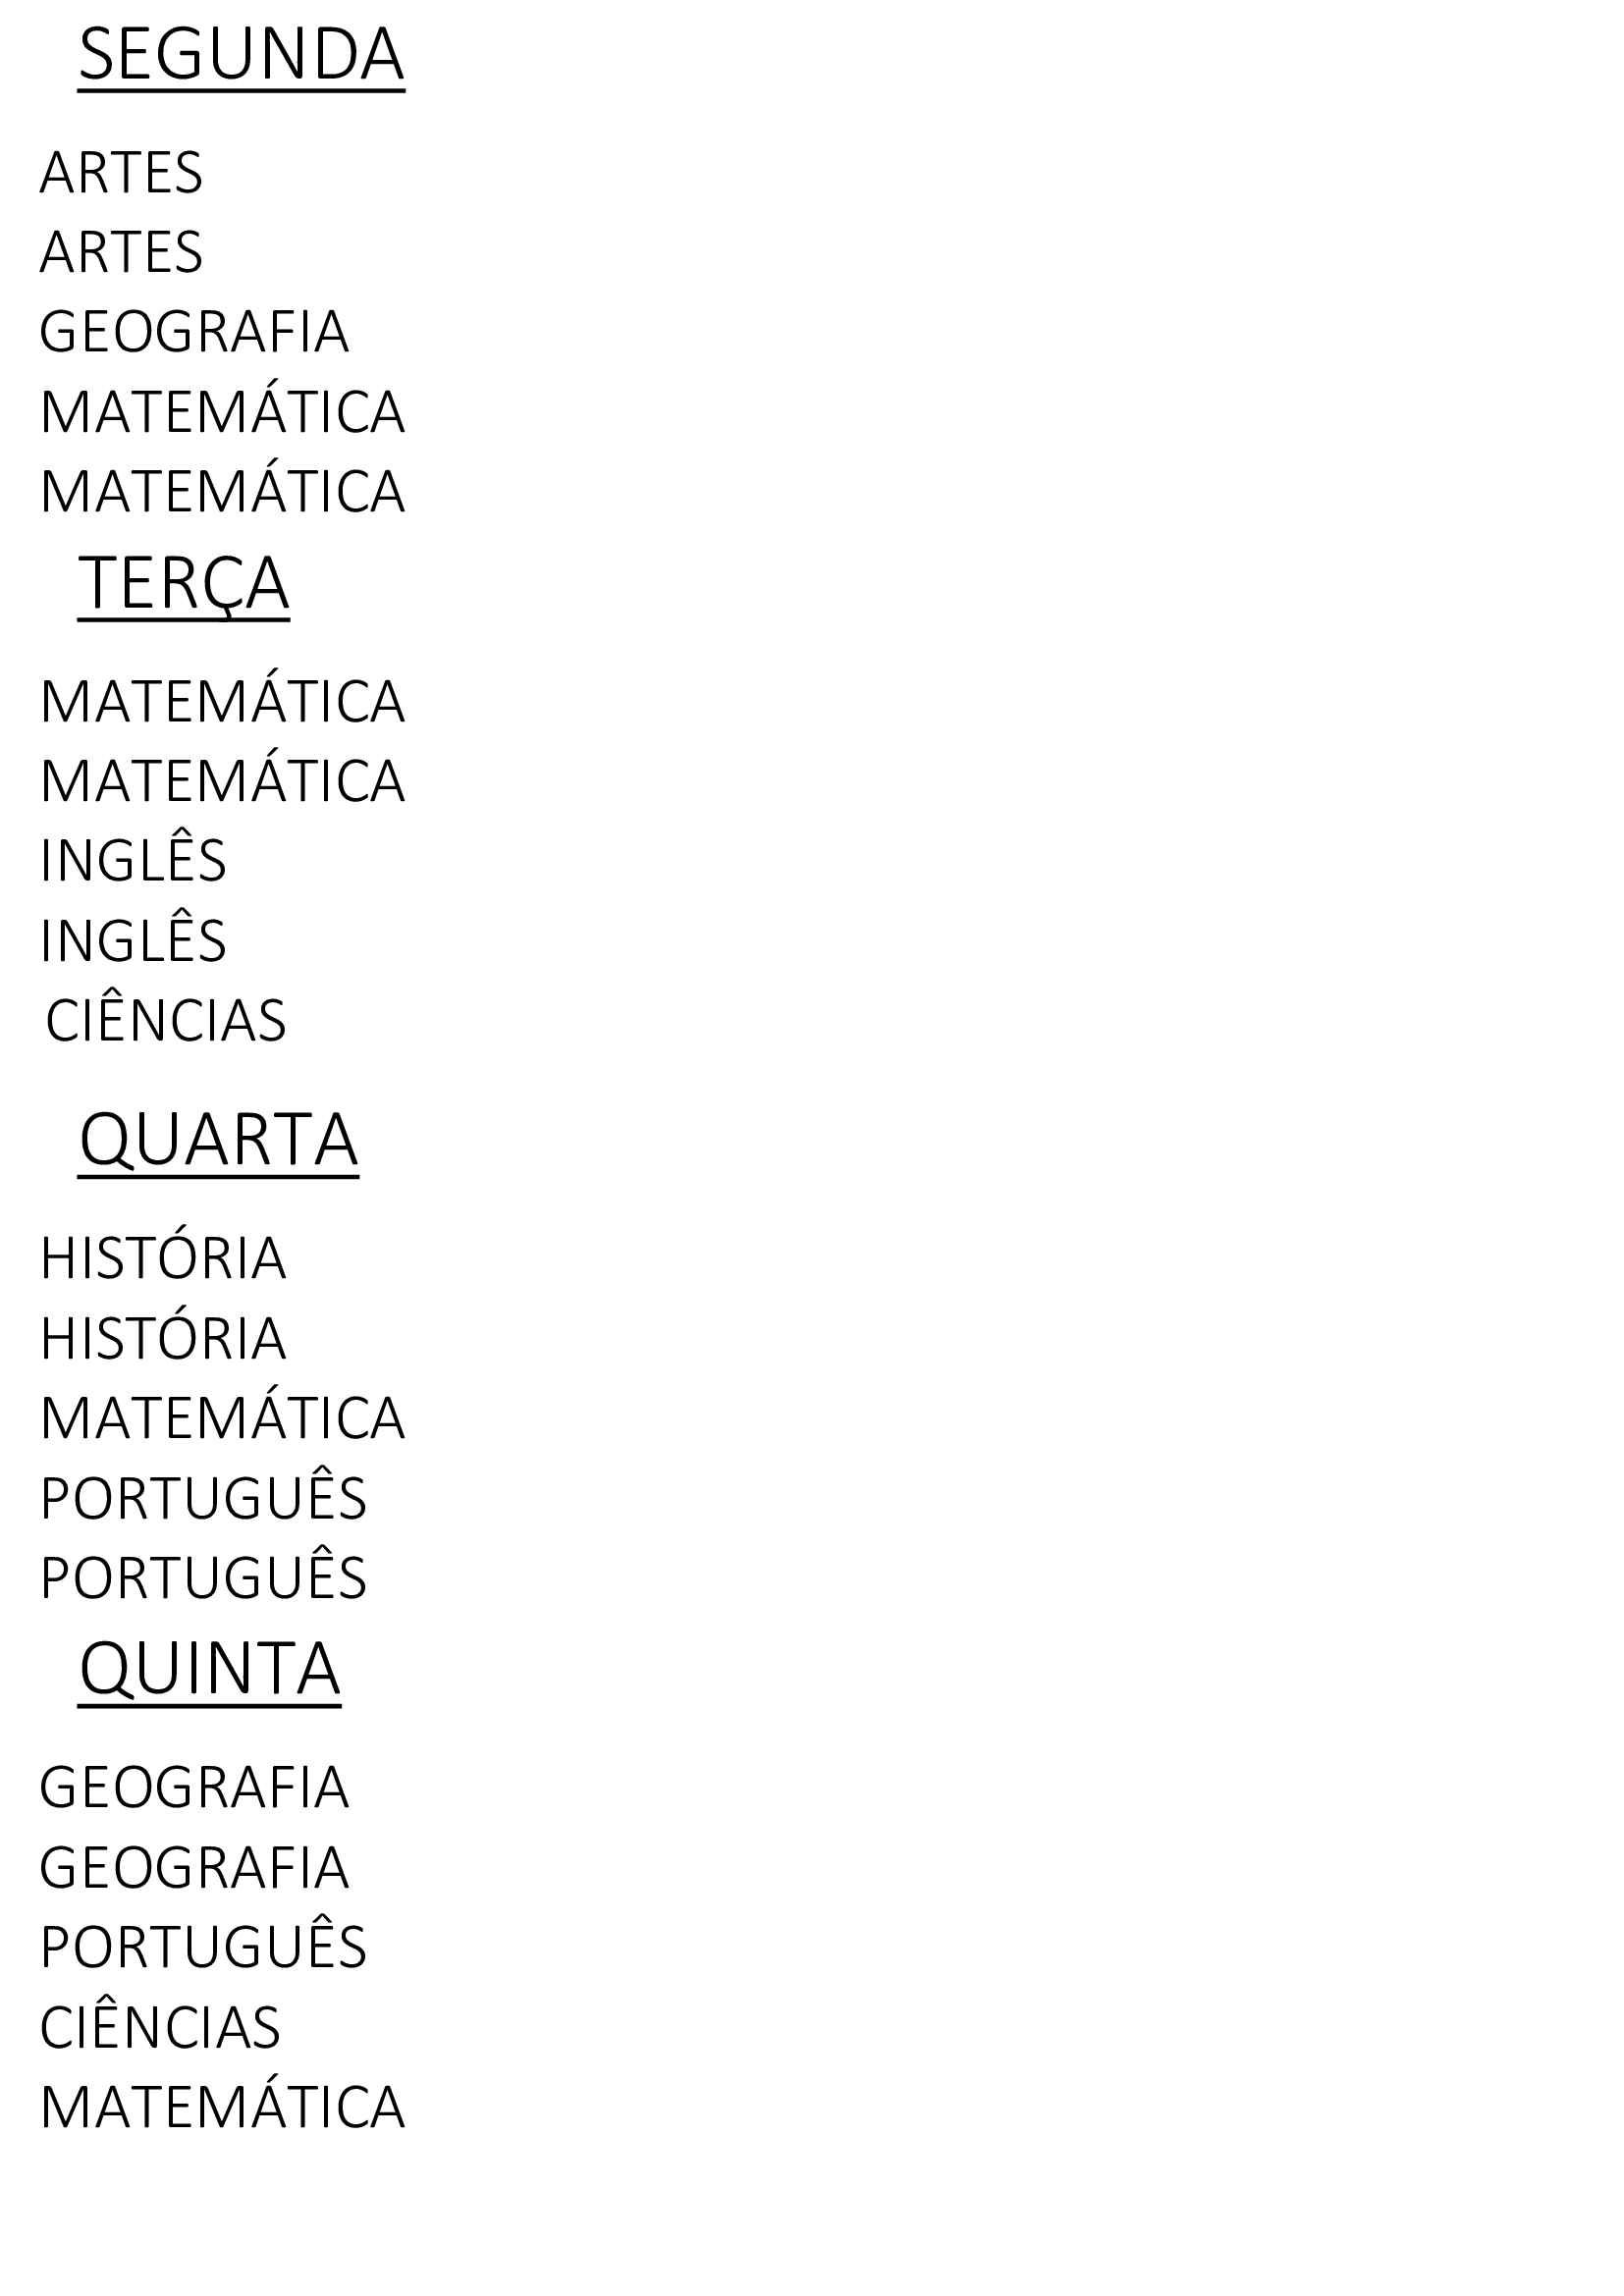 SEGUNDA
ARTES
ARTES
GEOGRAFIA
MATEMÁTICA
MATEMÁTICA
TERÇA
MATEMÁTICA
MATEMÁTICA
INGLÊS
INGLÊS
CIÊNCIAS
QUARTA
HISTÓRIA
HISTÓRIA
MATEMÁTICA
PORTUGUÊS
PORTUGUÊS
QUINTA
GEOGRAFIA
GEOGRAFIA
PORTUGUÊS
CIÊNCIAS
MATEMÁTICA